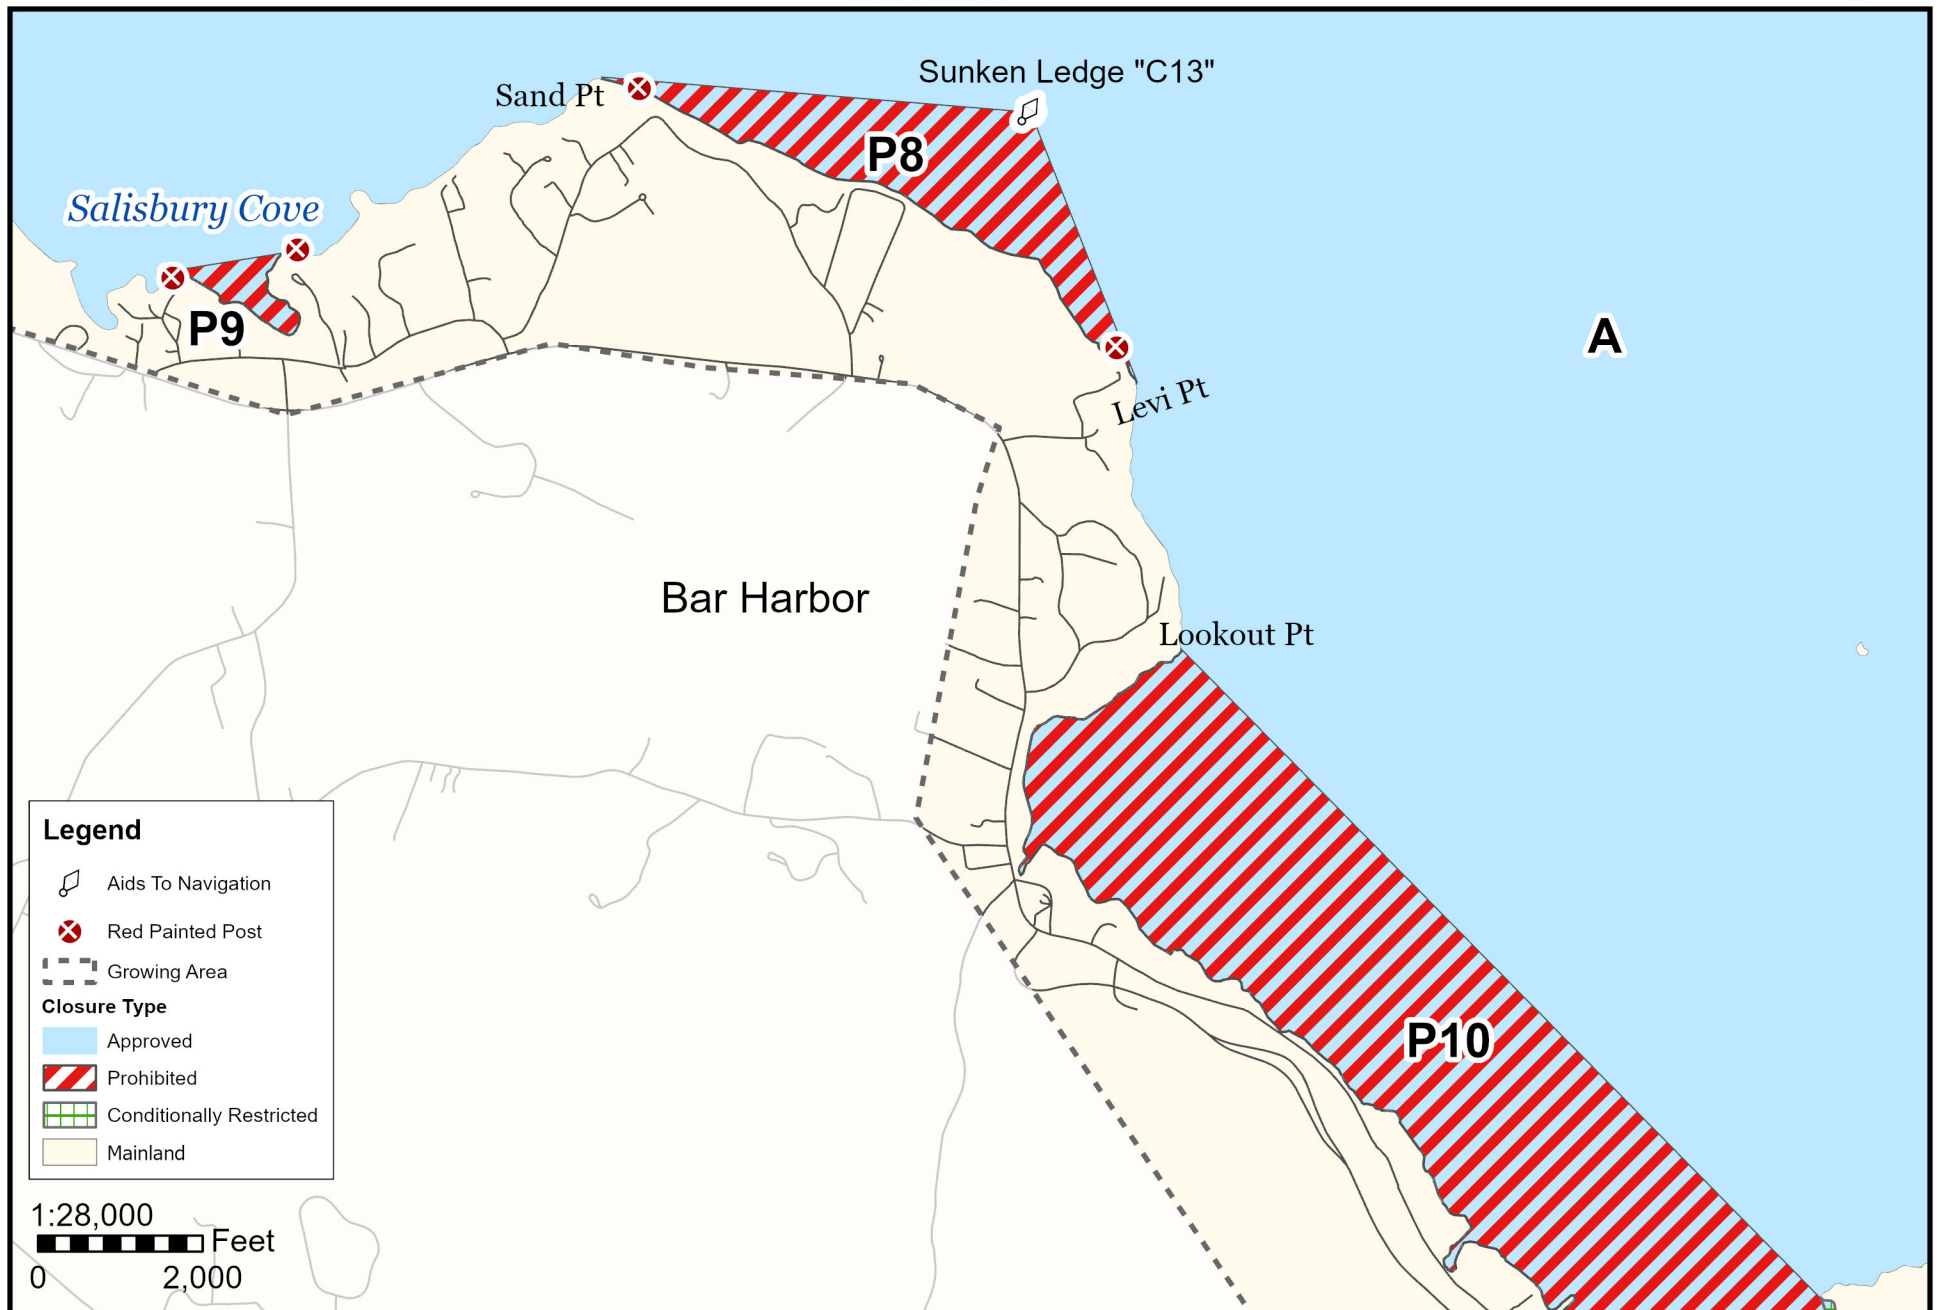 Sunken Ledge "C13"
Sand Pt
P8
Salisbury Cove
P9
A
Levi Pt
Bar Harbor
Lookout Pt
P10
Legend
Aids To Navigation
Red Painted Post
Growing Area
Closure Type
Approved
Prohibited
Conditionally Restricted
Mainland
1:28,000
Feet
0 2,000